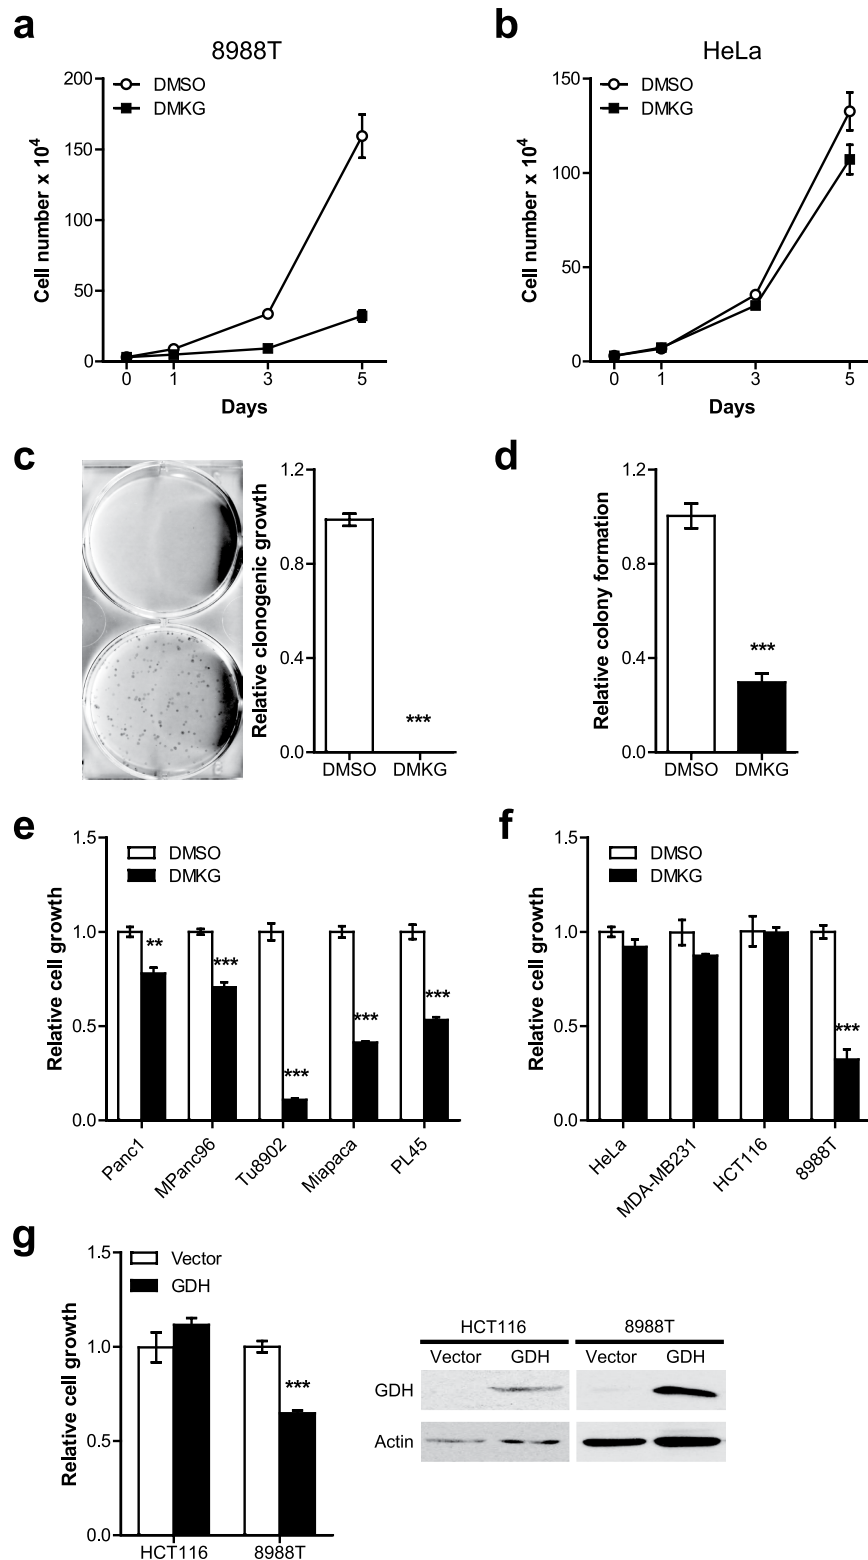 a
8988T
DMSO
DMKG
Cell number x 10⁴
200
150
100
50
0
0 1 3 5
Days
b
HeLa
DMSO
DMKG
Cell number x 10⁴
150
100
50
0
0 1 3 5
Days
c
Relative clonogenic growth
1.2
0.8
0.4
0.0
***
DMSO DMKG
d
Relative colony formation
1.2
0.8
0.4
0.0
***
DMSO DMKG
e
DMSO
DMKG
Relative cell growth
1.5
1.0
0.5
0.0
** *** *** *** ***
Panc1 MPanc96 Tu8902 Miapaca PL45
f
DMSO
DMKG
Relative cell growth
1.5
1.0
0.5
0.0
***
HeLa MDA-MB231 HCT116 8988T
g
Vector
GDH
Relative cell growth
1.5
1.0
0.5
0.0
***
HCT116 8988T
HCT116 8988T
Vector GDH Vector GDH
GDH
Actin